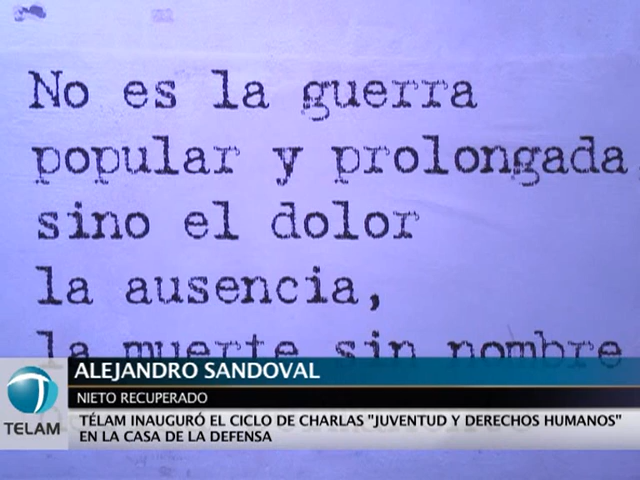 No es la guerra
popular y prolongada
sino el dolor
la ausencia,
la muerte sin nombre
ALEJANDRO SANDOVAL
NIETO RECUPERADO
TÉLAM INAUGURÓ EL CICLO DE CHARLAS "JUVENTUD Y DERECHOS HUMANOS"
EN LA CASA DE LA DEFENSA
TELAM